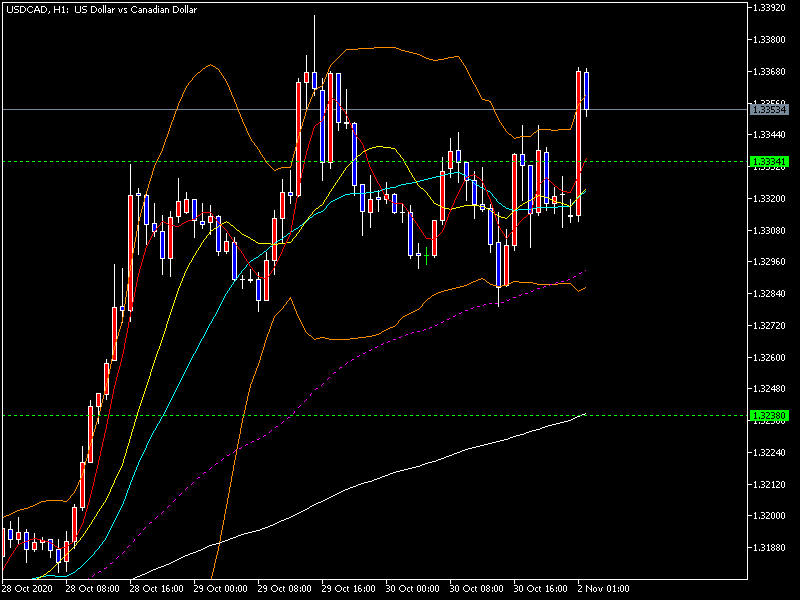 USDCAD, H1: US Dollar vs Canadian Dollar
1.33920
1.33800
1.33680
1.33534
1.33440
1.33341
1.33200
1.33080
1.32960
1.32840
1.32720
1.32600
1.32480
1.32380
1.32240
1.32120
1.32000
1.31880
28 Oct 2020
28 Oct 08:00
28 Oct 16:00
29 Oct 00:00
29 Oct 08:00
29 Oct 16:00
30 Oct 00:00
30 Oct 08:00
30 Oct 16:00
2 Nov 01:00